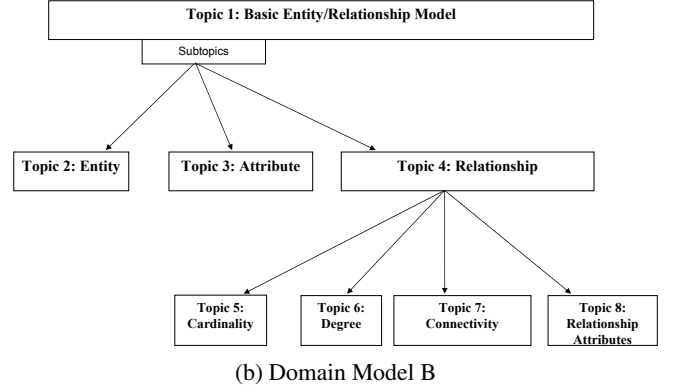 Topic 1: Basic Entity/Relationship Model
Subtopics
Topic 2: Entity
Topic 3: Attribute
Topic 4: Relationship
Topic 5:
Cardinality
Topic 6:
Degree
Topic 7:
Connectivity
Topic 8:
Relationship
Attributes
(b) Domain Model B